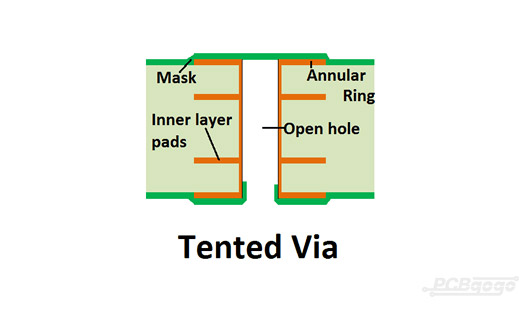 Mask
Annular
Ring
Inner layer
pads
Open hole
Tented Via
PCBgogo